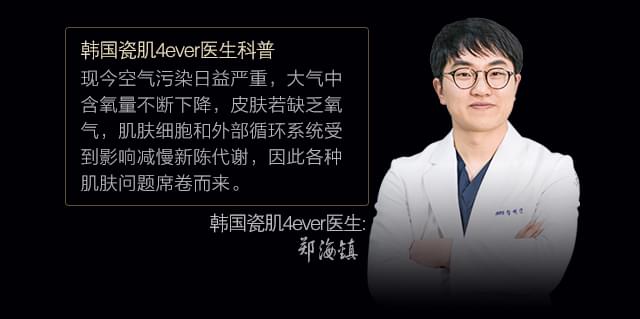 韩国瓷肌4ever医生科普
现今空气污染日益严重，大气中
含氧量不断下降，皮肤若缺乏氧
气，肌肤细胞和外部循环系统受
到影响减慢新陈代谢，因此各种
肌肤问题席卷而来。
韩国瓷肌4ever医生:
郑海镇